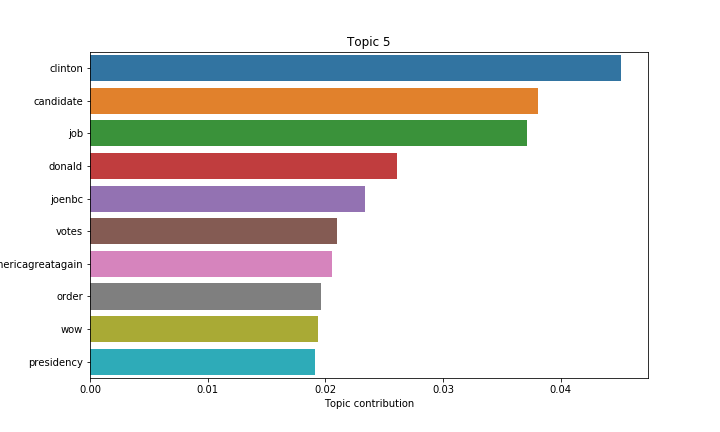 Topic 5
clinton
candidate
job
donald
joenbc
votes
nericagreatagain
order
wow
presidency
0.00 0.01 0.02 0.03 0.04
Topic contribution